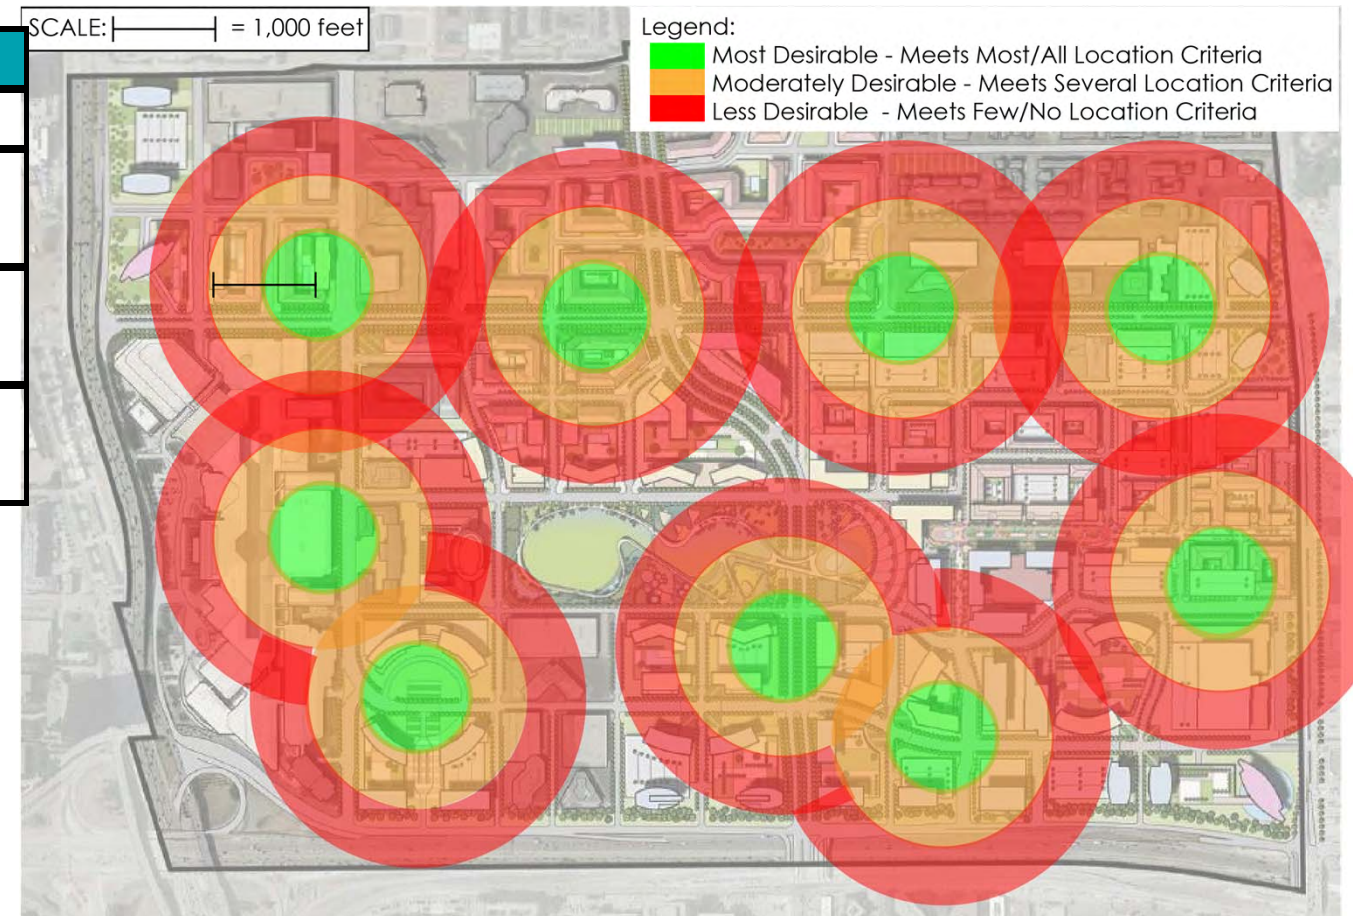 SCALE: = 1,000 feet
Legend:
Most Desirable - Meets Most/All Location Criteria
Moderately Desirable - Meets Several Location Criteria
Less Desirable - Meets Few/No Location Criteria